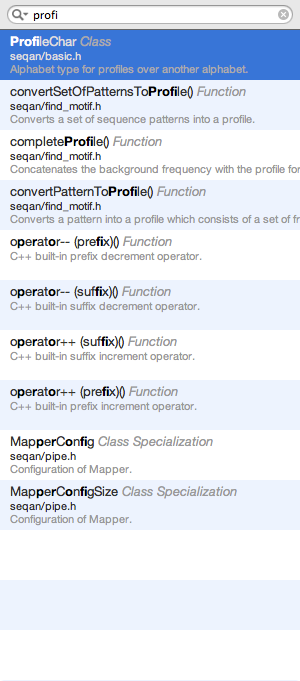 profi
ProfileChar Class
seqan/basic.h
Alphabet type for profiles over another alphabet.
convertSetOfPatternsToProfile() Function
seqan/find_motif.h
Converts a set of sequence patterns into a profile.
completeProfile() Function
seqan/find_motif.h
Concatenates the background frequency with the profile for
convertPatternToProfile() Function
seqan/find_motif.h
Converts a pattern into a profile which consists of a set of fr
operator-- (prefix)() Function
C++ built-in prefix decrement operator.
operator-- (suffix)() Function
C++ built-in suffix decrement operator.
operator++ (suffix)() Function
C++ built-in suffix increment operator.
operator++ (prefix)() Function
C++ built-in prefix increment operator.
MapperConfig Class Specialization
seqan/pipe.h
Configuration of Mapper.
MapperConfigSize Class Specialization
seqan/pipe.h
Configuration of Mapper.